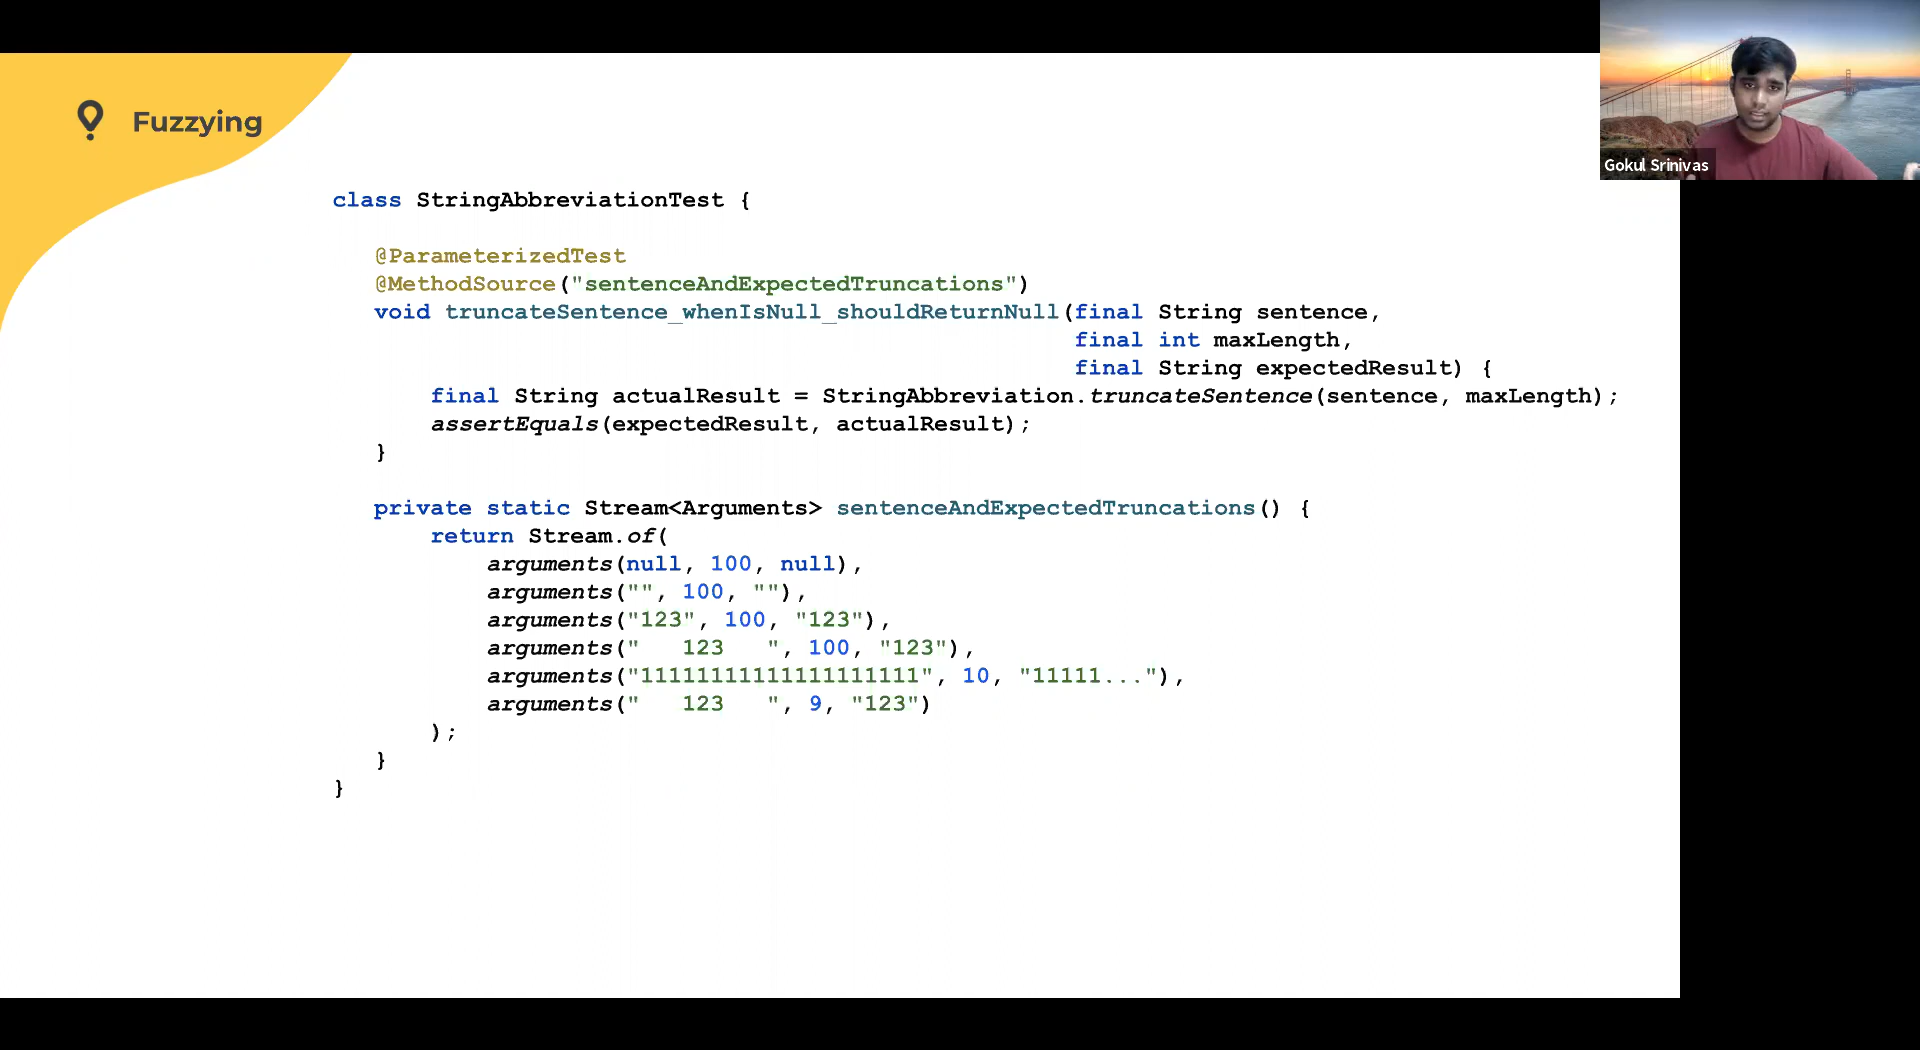 Fuzzying
Gokul Srinivas
class StringAbbreviationTest {
@ParameterizedTest
@MethodSource("sentenceAndExpectedTruncations")
void truncateSentence_whenIsNull_shouldReturnNull(final String sentence,
final int maxLength,
final String expectedResult) {
final String actualResult = StringAbbreviation.truncateSentence(sentence, maxLength);
assertEquals(expectedResult, actualResult);
}
private static Stream<Arguments> sentenceAndExpectedTruncations() {
return Stream.of(
arguments(null, 100, null),
arguments("", 100, ""),
arguments("123", 100, "123"),
arguments("   123   ", 100, "123"),
arguments("11111111111111111111", 10, "11111..."),
arguments("   123   ", 9, "123")
);
}
}